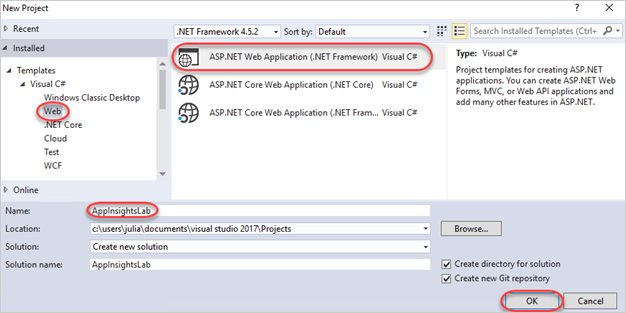 New Project
Recent
Installed
Templates
Visual C#
Windows Classic Desktop
Web
.NET Core
Cloud
Test
WCF
Online
.NET Framework 4.5.2 Sort by: Default Search Installed Templates (Ctrl+
ASP.NET Web Application (.NET Framework) Visual C#
ASP.NET Core Web Application (.NET Core) Visual C#
ASP.NET Core Web Application (.NET Fram... Visual C#
Type: Visual C#
Project templates for creating ASP.NET
applications. You can create ASP.NET Web
Forms, MVC, or Web API applications and
add many other features in ASP.NET.
Name: AppInsightsLab
Location: c:\users\julia\documents\visual studio 2017\Projects Browse...
Solution: Create new solution
Solution name: AppInsightsLab
Create directory for solution
Create new Git repository
OK Cancel